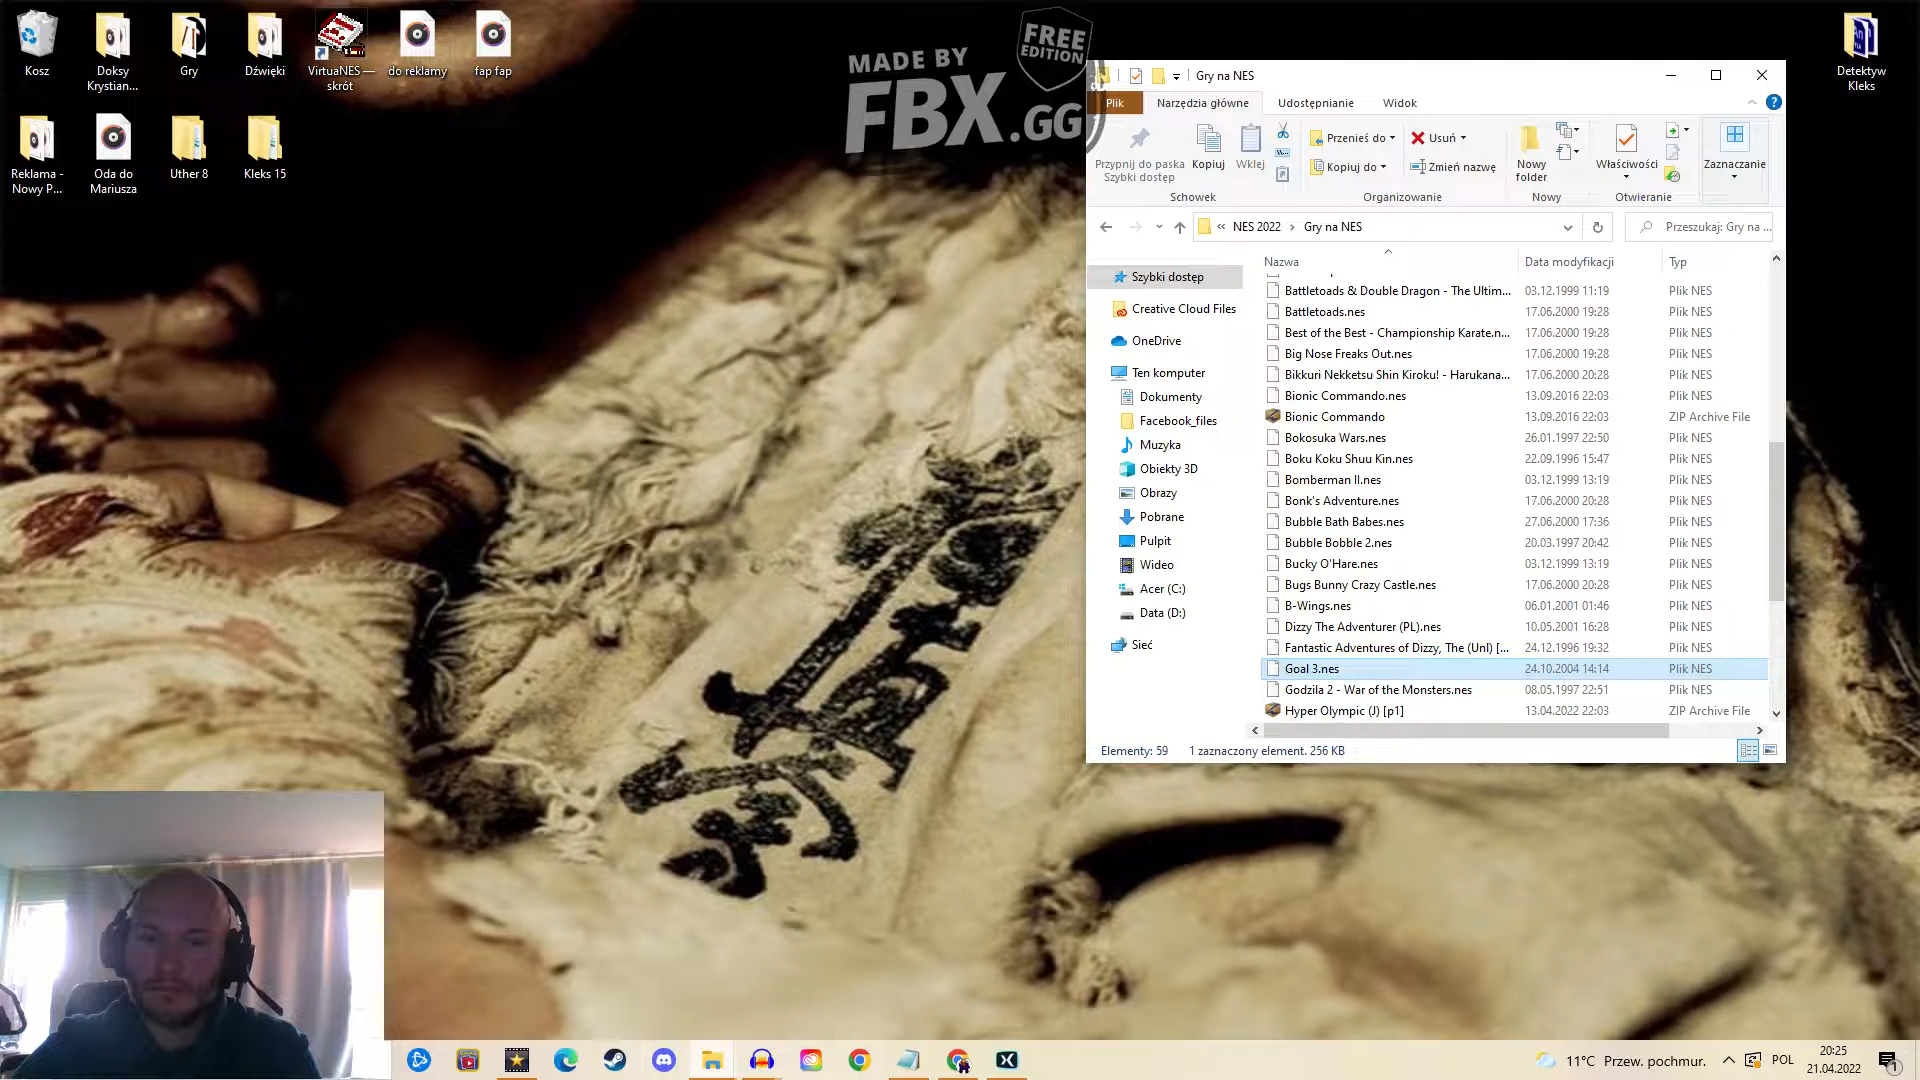 Kosz
Doksy Krystian...
Gry
Dźwięki
VirtuaNES — skrót
do reklamy
fap fap
Reklama - Nowy P...
Oda do Mariusza
Uther 8
Kleks 15
MADE BY
FBX.GG
FREE EDITION
Detektyw Kleks
Gry na NES
Plik
Narzędzia główne
Udostępnianie
Widok
Przypnij do paska Szybki dostęp
Kopiuj
Wklej
Przenieś do
Kopiuj do
Usuń
Zmień nazwę
Nowy folder
Właściwości
Zaznaczanie
Schowek
Organizowanie
Nowy
Otwieranie
« NES 2022 > Gry na NES
Przeszukaj: Gry na ...
Szybki dostęp
Creative Cloud Files
OneDrive
Ten komputer
Dokumenty
Facebook_files
Muzyka
Obiekty 3D
Obrazy
Pobrane
Pulpit
Wideo
Acer (C:)
Data (D:)
Sieć
Nazwa Data modyfikacji Typ
Battletoads & Double Dragon - The Ultim... 03.12.1999 11:19 Plik NES
Battletoads.nes 17.06.2000 19:28 Plik NES
Best of the Best - Championship Karate.n... 17.06.2000 19:28 Plik NES
Big Nose Freaks Out.nes 17.06.2000 19:28 Plik NES
Bikkuri Nekketsu Shin Kiroku! - Harukana... 17.06.2000 20:28 Plik NES
Bionic Commando.nes 13.09.2016 22:03 Plik NES
Bionic Commando 13.09.2016 22:03 ZIP Archive File
Bokosuka Wars.nes 26.01.1997 22:50 Plik NES
Boku Koku Shuu Kin.nes 22.09.1996 15:47 Plik NES
Bomberman II.nes 03.12.1999 13:19 Plik NES
Bonk's Adventure.nes 17.06.2000 20:28 Plik NES
Bubble Bath Babes.nes 27.06.2000 17:36 Plik NES
Bubble Bobble 2.nes 20.03.1997 20:42 Plik NES
Bucky O'Hare.nes 03.12.1999 13:19 Plik NES
Bugs Bunny Crazy Castle.nes 17.06.2000 20:28 Plik NES
B-Wings.nes 06.01.2001 01:46 Plik NES
Dizzy The Adventurer (PL).nes 10.05.2001 16:28 Plik NES
Fantastic Adventures of Dizzy, The (Unl) [... 24.12.1996 19:32 Plik NES
Goal 3.nes 24.10.2004 14:14 Plik NES
Godzila 2 - War of the Monsters.nes 08.05.1997 22:51 Plik NES
Hyper Olympic (J) [p1] 13.04.2022 22:03 ZIP Archive File
Elementy: 59 1 zaznaczony element. 256 KB
11°C Przew. pochmur.
POL
20:25
21.04.2022
1